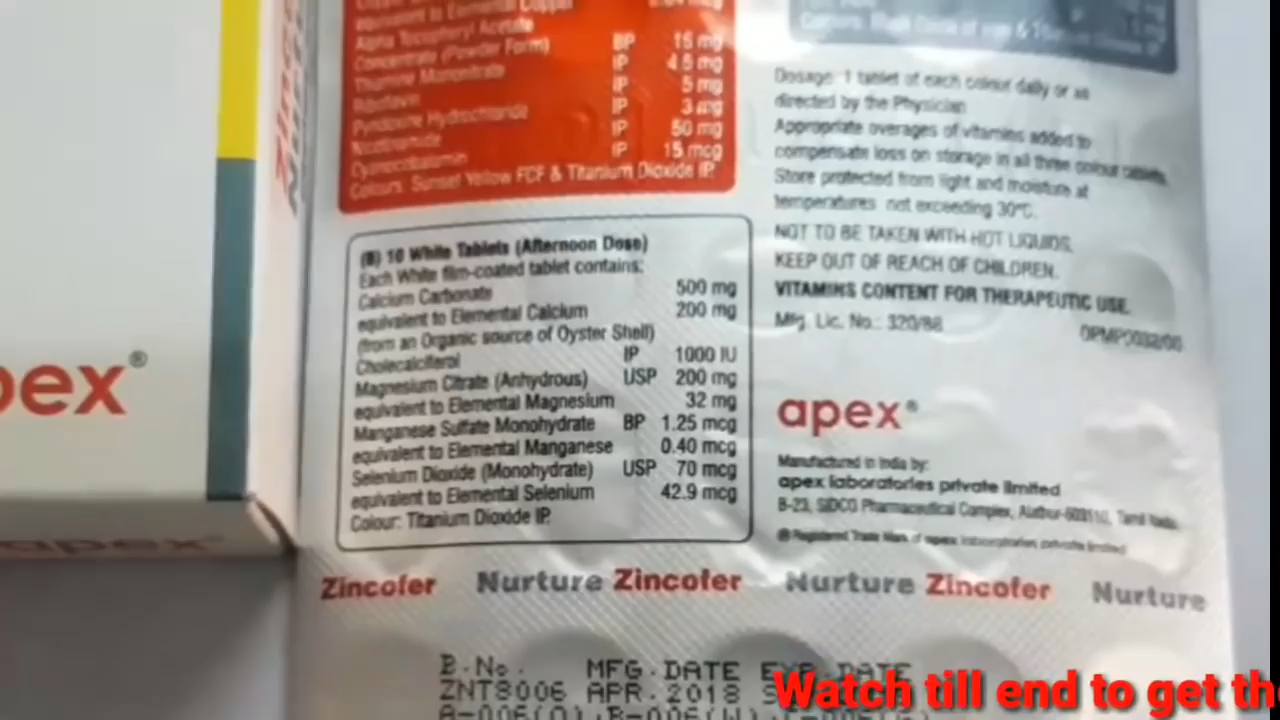 Alpha Tocopheryl Acetate
Concentrate (Powder Form) BP 15 mg
Thiamine Mononitrate IP 4.5 mg
Riboflavin IP 5 mg
Pyridoxine Hydrochloride IP 3 mg
Nicotinamide IP 50 mg
Cyanocobalamin IP 15 mcg
Colours: Sunset Yellow FCF & Titanium Dioxide IP.
(B) 10 White Tablets (Afternoon Dose)
Each White film-coated tablet contains:
Calcium Carbonate 500 mg
equivalent to Elemental Calcium 200 mg
(from an Organic source of Oyster Shell)
Cholecalciferol IP 1000 IU
Magnesium Citrate (Anhydrous) USP 200 mg
equivalent to Elemental Magnesium 32 mg
Manganese Sulfate Monohydrate BP 1.25 mcg
equivalent to Elemental Manganese 0.40 mcg
Selenium Dioxide (Monohydrate) USP 70 mcg
equivalent to Elemental Selenium 42.9 mcg
Colour: Titanium Dioxide IP.
Dosage: 1 tablet of each colour daily or as
directed by the Physician
Appropriate overages of vitamins added to
compensate loss on storage in all three colour tablets.
Store protected from light and moisture at
temperatures not exceeding 30°C.
NOT TO BE TAKEN WITH HOT LIQUIDS.
KEEP OUT OF REACH OF CHILDREN.
VITAMINS CONTENT FOR THERAPEUTIC USE.
Mfg. Lic. No.: 320/88
apex®
Manufactured in India by:
apex laboratories private limited
B-23, SIDCO Pharmaceutical Complex, Tamil Nadu.
® Registered Trade Mark of apex laboratories private limited
pex®
apex
Zincofer Nurture Zincofer Nurture Zincofer Nurture
B.No. MFG.DATE EXP.DATE
ZNT8006 APR.2018
Watch till end to get th